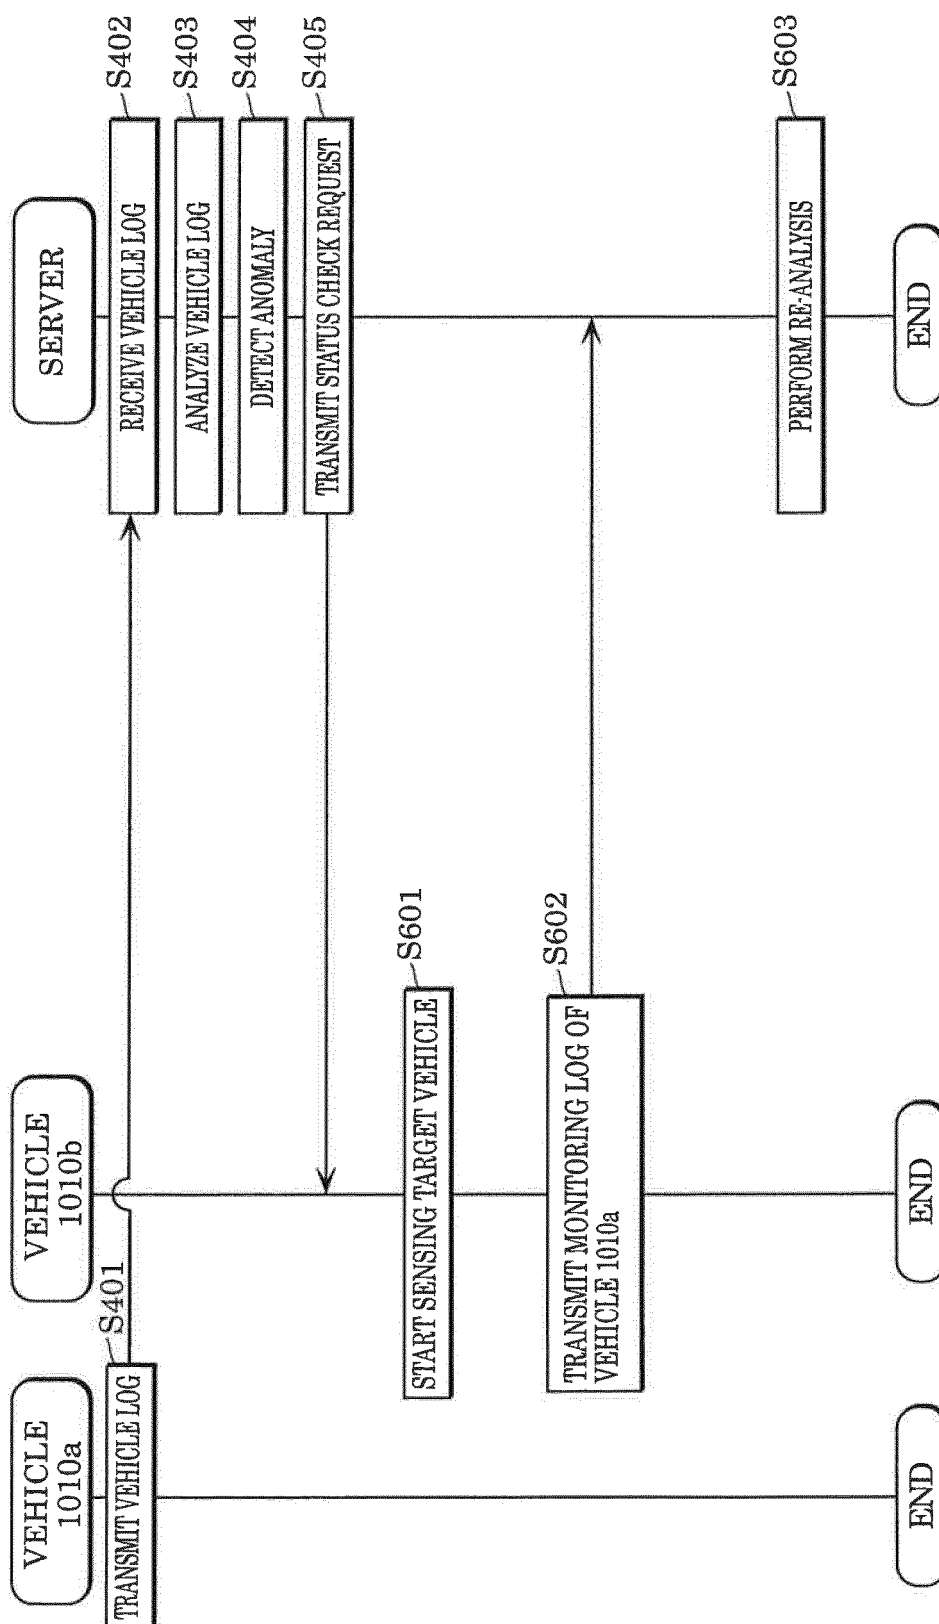 VEHICLE
1010a
VEHICLE
1010b
SERVER
S401
TRANSMIT VEHICLE LOG
S402
RECEIVE VEHICLE LOG
S403
ANALYZE VEHICLE LOG
S404
DETECT ANOMALY
S405
TRANSMIT STATUS CHECK REQUEST
S601
START SENSING TARGET VEHICLE
S602
TRANSMIT MONITORING LOG OF
VEHICLE 1010a
S603
PERFORM RE-ANALYSIS
END
END
END